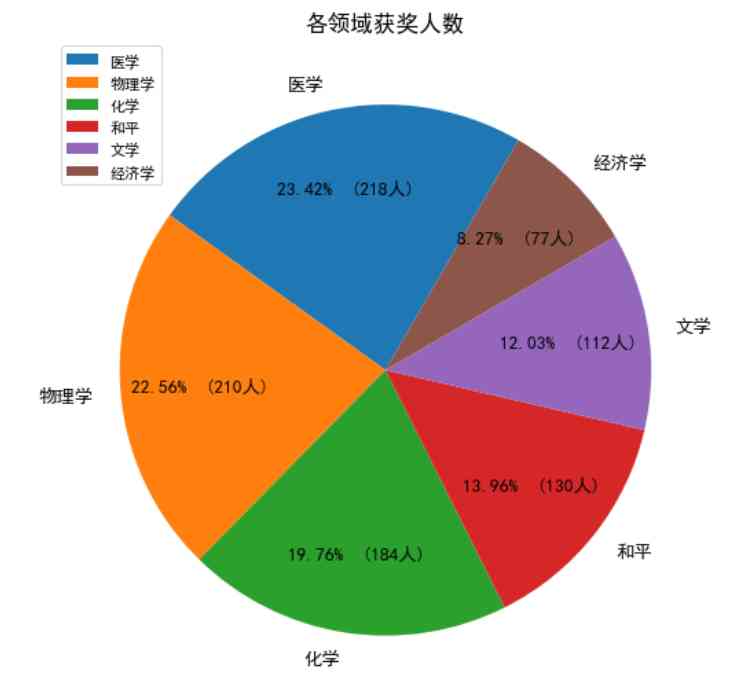 各领域获奖人数
医学
物理学
化学
和平
文学
经济学
医学
经济学
23.42% （218人）
8.27% （77人）
文学
12.03% （112人）
物理学
22.56% （210人）
13.96% （130人）
和平
19.76% （184人）
化学